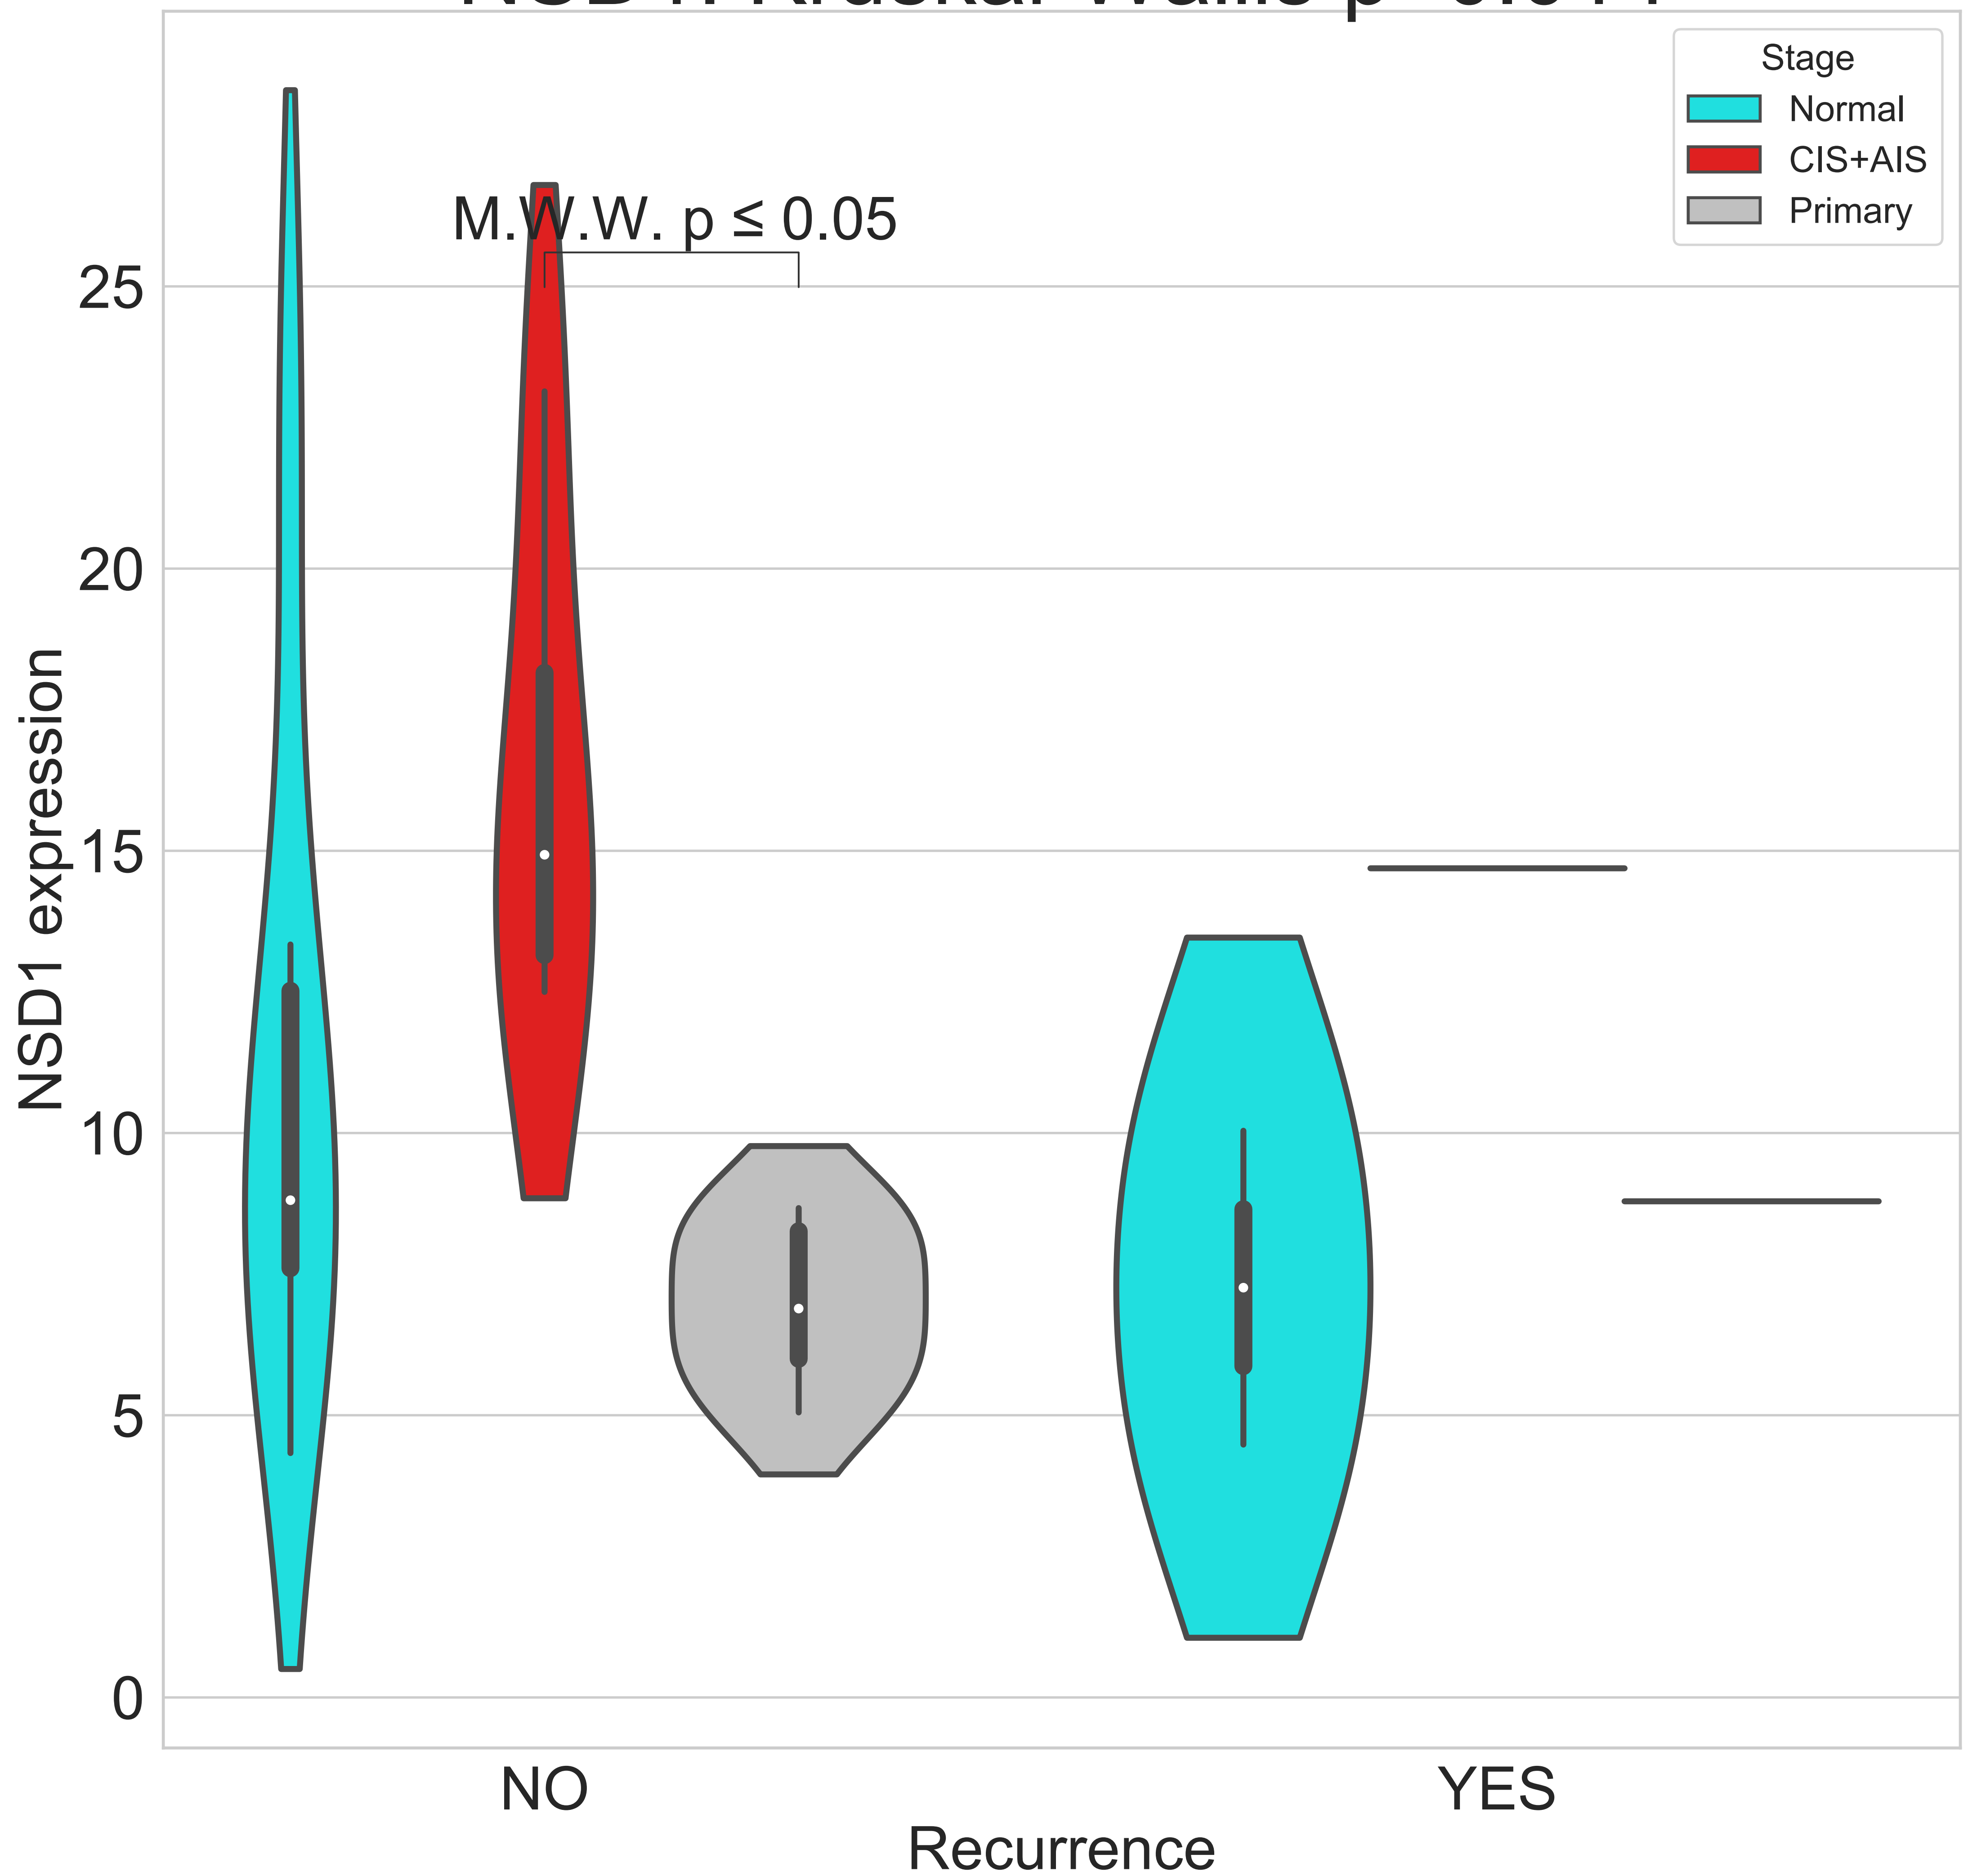 Stage
Normal
CIS+AIS
Primary
M.W.W. p ≤ 0.05
25
20
15
10
5
0
NSD1 expression
NO
YES
Recurrence